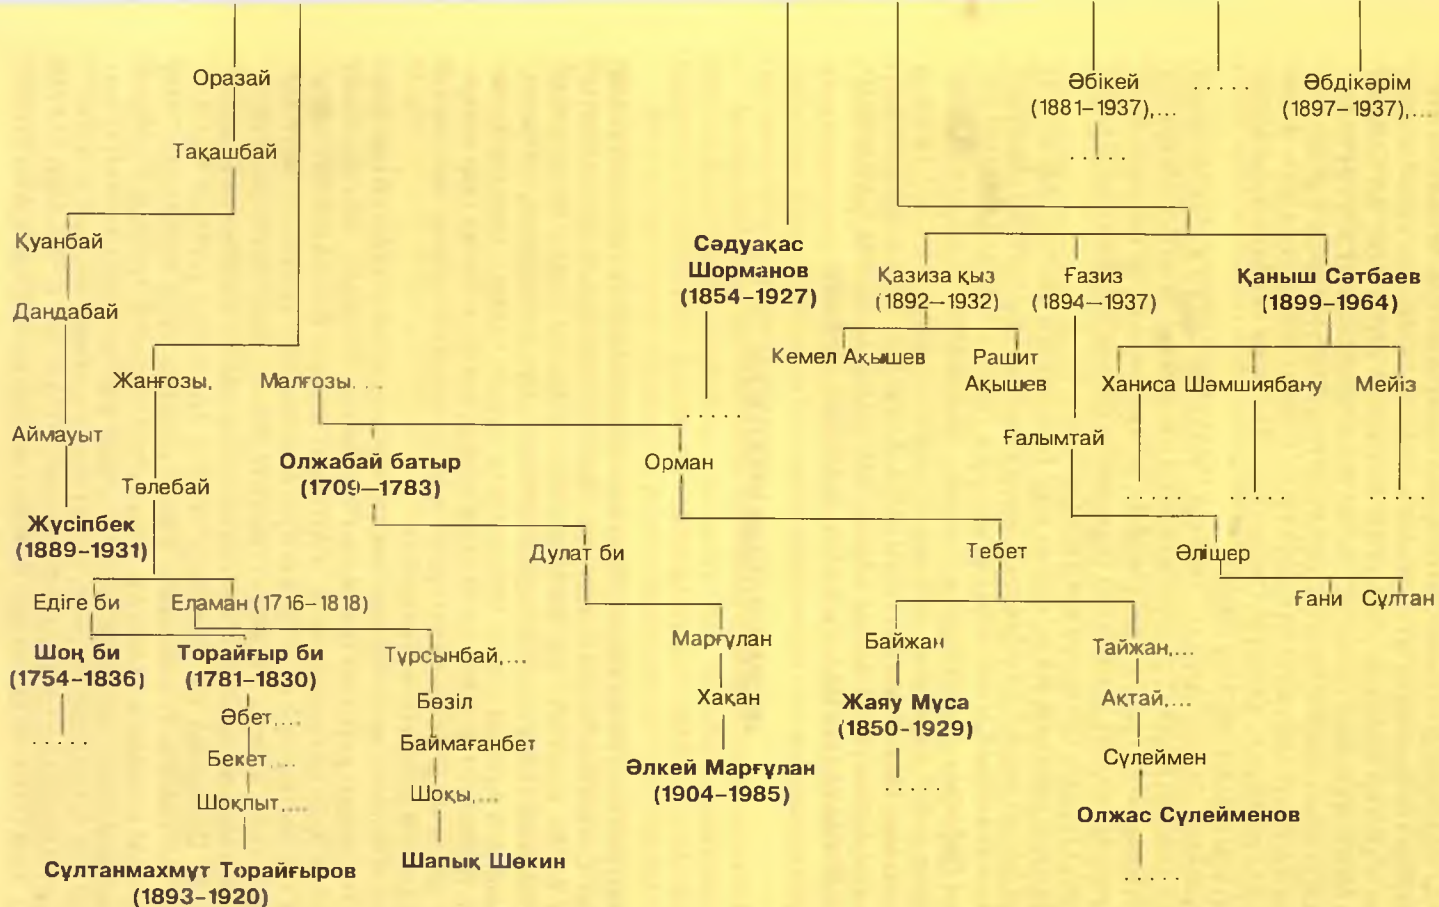 Оразай
Тақашбай
Қуанбай
Дандабай
Аймауыт
Жүсіпбек
(1889–1931)
Жанғозы,
Төлебай
Едіге би
Еламан (1716–1818)
Шоң би
(1754–1836)
.....
Торайғыр би
(1781–1830)
Әбет,...
Бекет,...
Шоқпыт,...
Сұлтанмахмұт Торайғыров
(1893–1920)
Тұрсынбай,...
Бөзіл
Баймағанбет
Шоқы,...
Шапық Шөкин
Малғозы...
Олжабай батыр
(1709–1783)
Дулат би
Марғұлан
Хақан
Әлкей Марғұлан
(1904–1985)
Орман
Тебет
Байжан
Жаяу Мұса
(1850–1929)
.....
Тайжан,...
Ақтай,...
Сүлеймен
Олжас Сүлейменов
.....
Сәдуақас
Шорманов
(1854–1927)
.....
Қазиза қыз
(1892–1932)
Кемел Ақышев
Рашит
Ақышев
Ғазиз
(1894–1937)
Ғалымтай
Әлішер
Ғани
Сұлтан
Қаныш Сәтбаев
(1899–1964)
Ханиса
Шәмшиябану
Мейіз
.....
.....
.....
Әбікей
(1881–1937),...
.....
.....
Әбдікәрім
(1897–1937),...